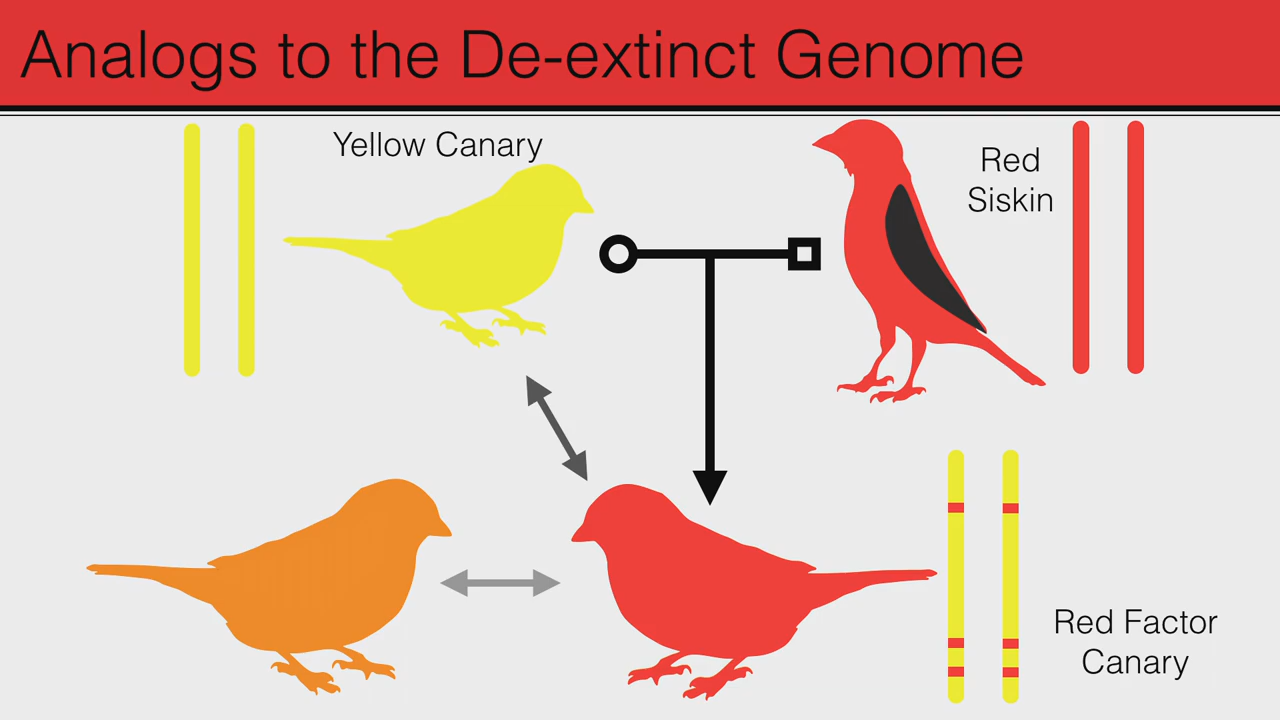 Analogs to the De-extinct Genome
Yellow Canary
Red
Siskin
Red Factor
Canary